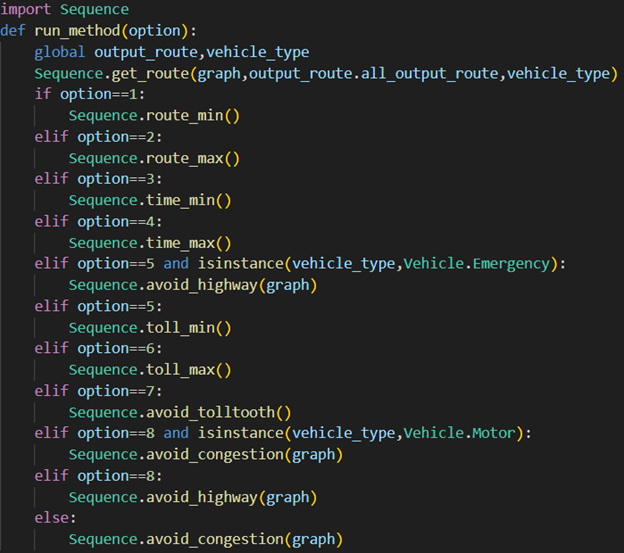 import Sequence
def run_method(option):
    global output_route,vehicle_type
    Sequence.get_route(graph,output_route.all_output_route,vehicle_type)
    if option==1:
        Sequence.route_min()
    elif option==2:
        Sequence.route_max()
    elif option==3:
        Sequence.time_min()
    elif option==4:
        Sequence.time_max()
    elif option==5 and isinstance(vehicle_type,Vehicle.Emergency):
        Sequence.avoid_highway(graph)
    elif option==5:
        Sequence.toll_min()
    elif option==6:
        Sequence.toll_max()
    elif option==7:
        Sequence.avoid_tolltooth()
    elif option==8 and isinstance(vehicle_type,Vehicle.Motor):
        Sequence.avoid_congestion(graph)
    elif option==8:
        Sequence.avoid_highway(graph)
    else:
        Sequence.avoid_congestion(graph)